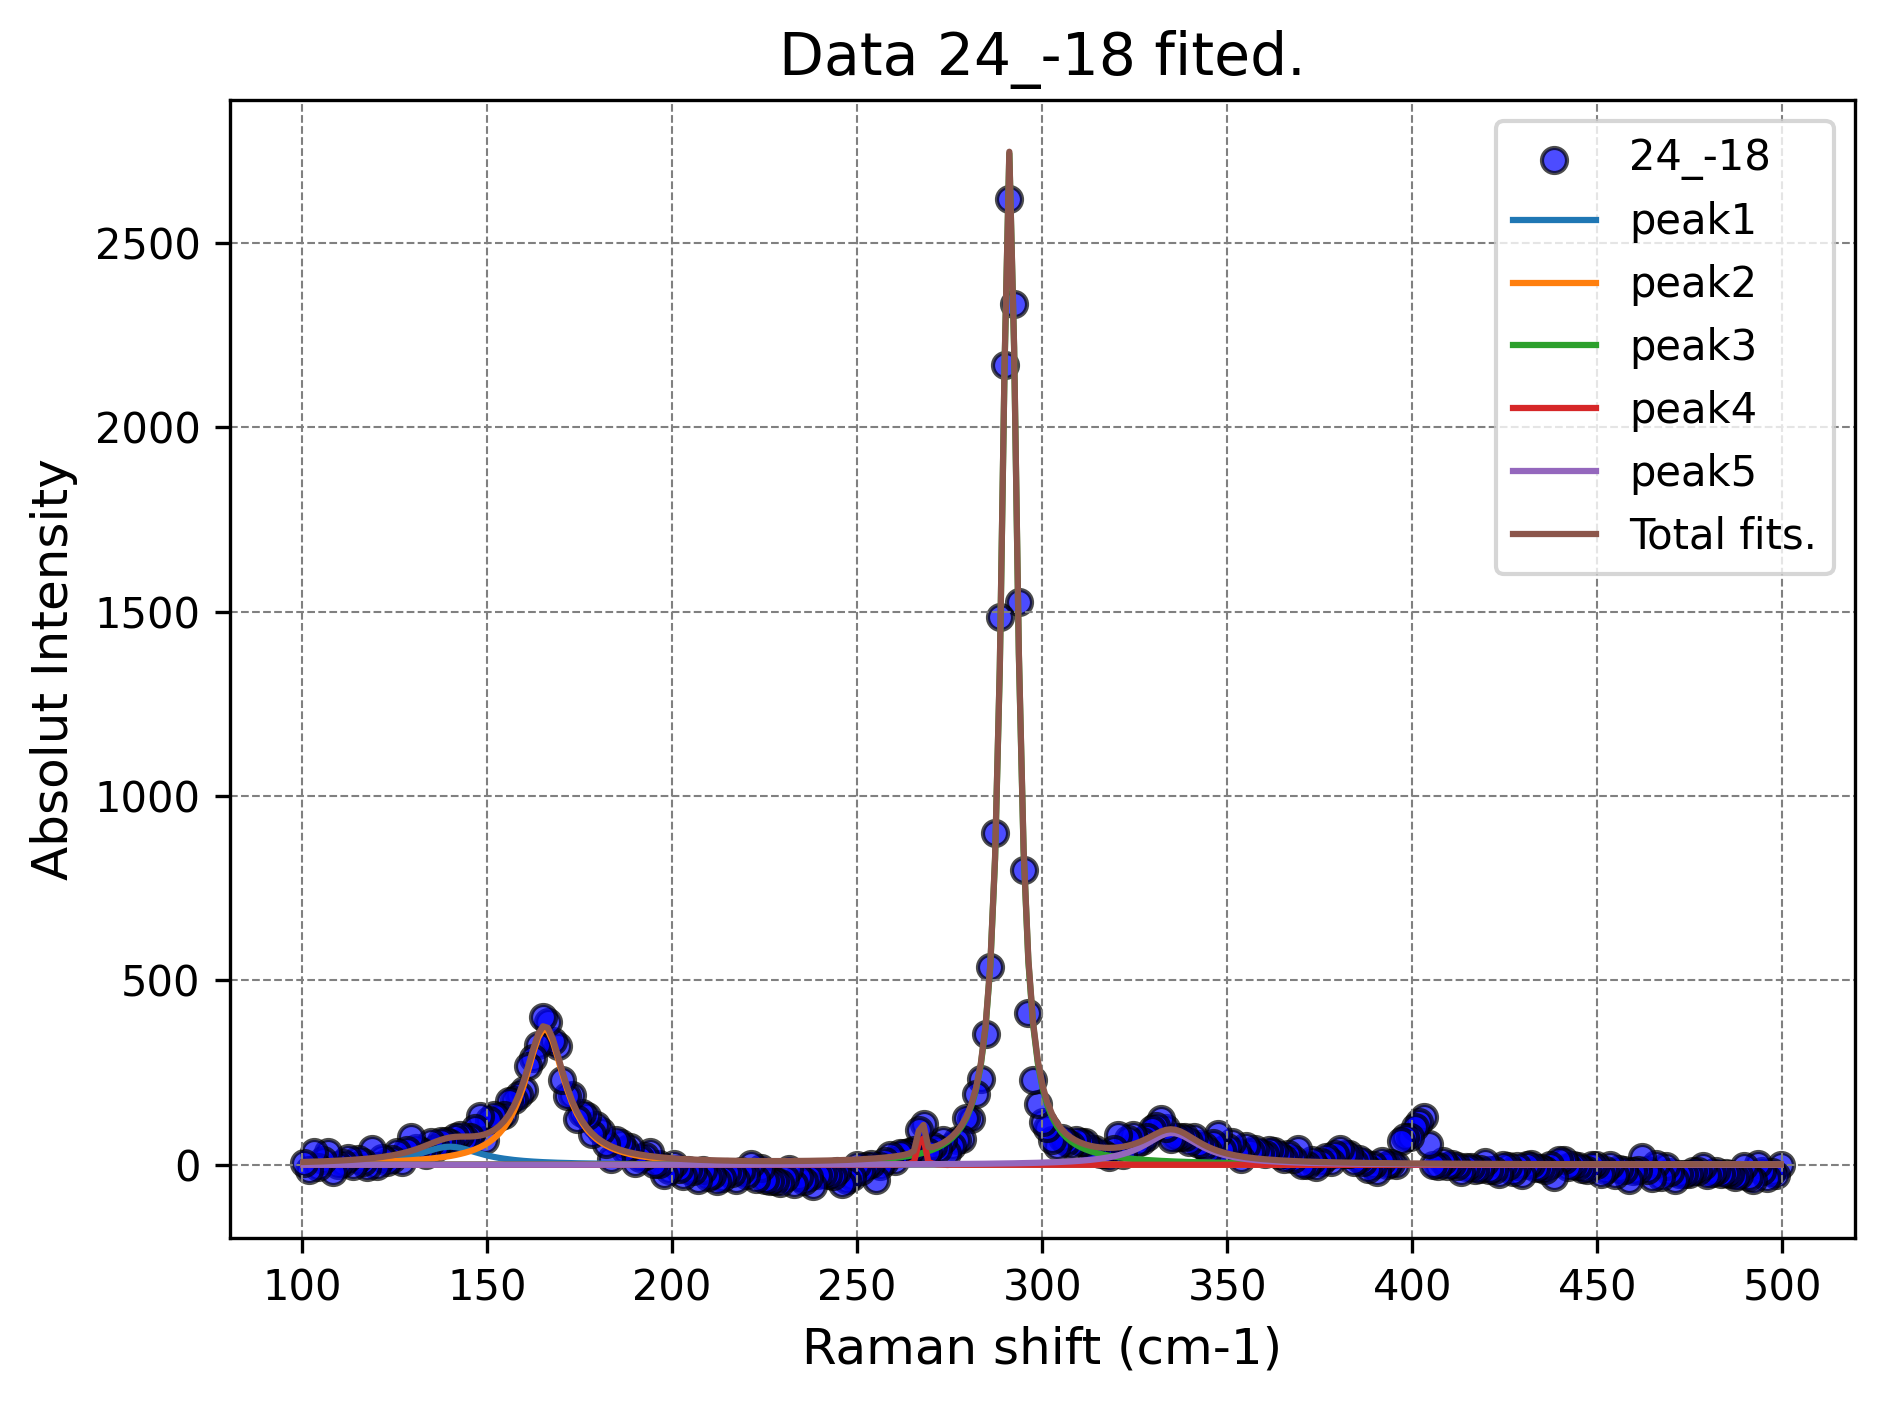 Data 24_-18 fited.
24_-18
peak1
peak2
peak3
peak4
peak5
Total fits.
Absolut Intensity
2500
2000
1500
1000
500
0
100 150 200 250 300 350 400 450 500
Raman shift (cm-1)